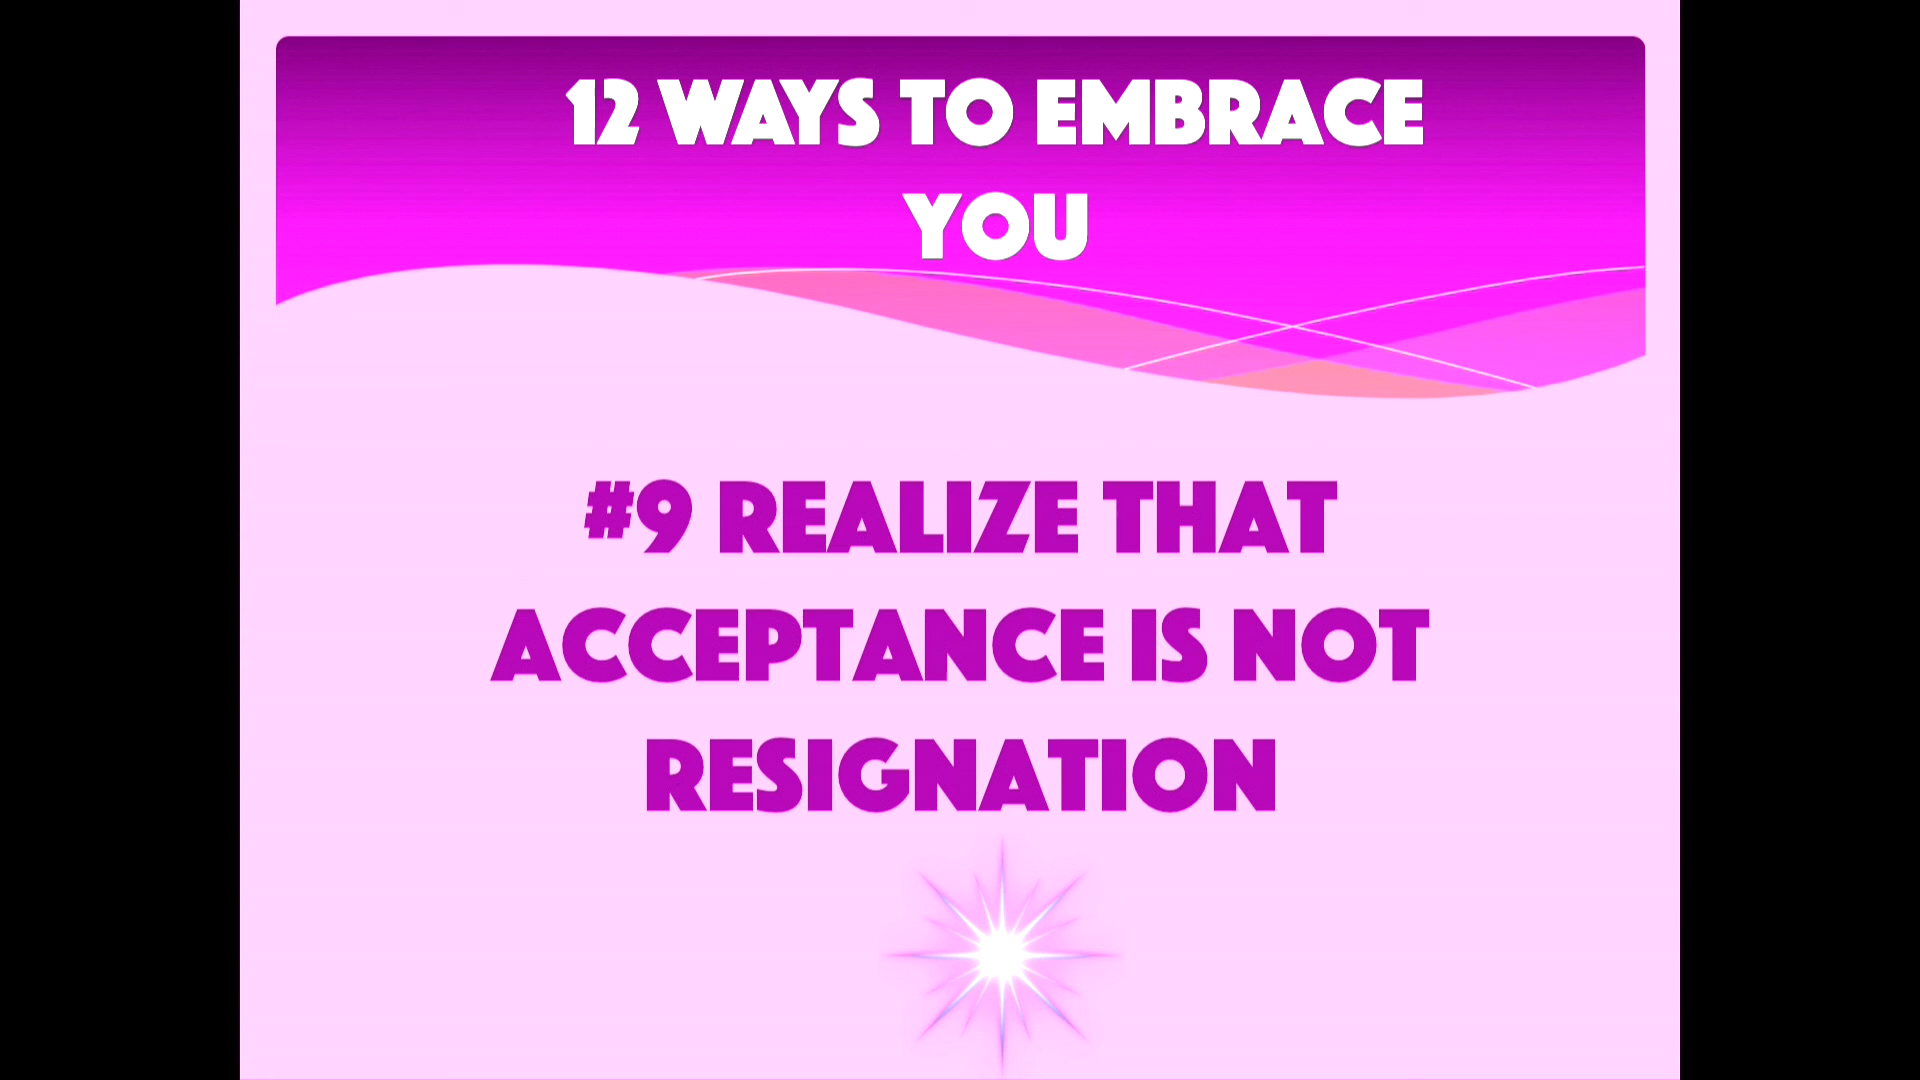 12 WAYS TO EMBRACE
YOU
#9 REALIZE THAT
ACCEPTANCE IS NOT
RESIGNATION